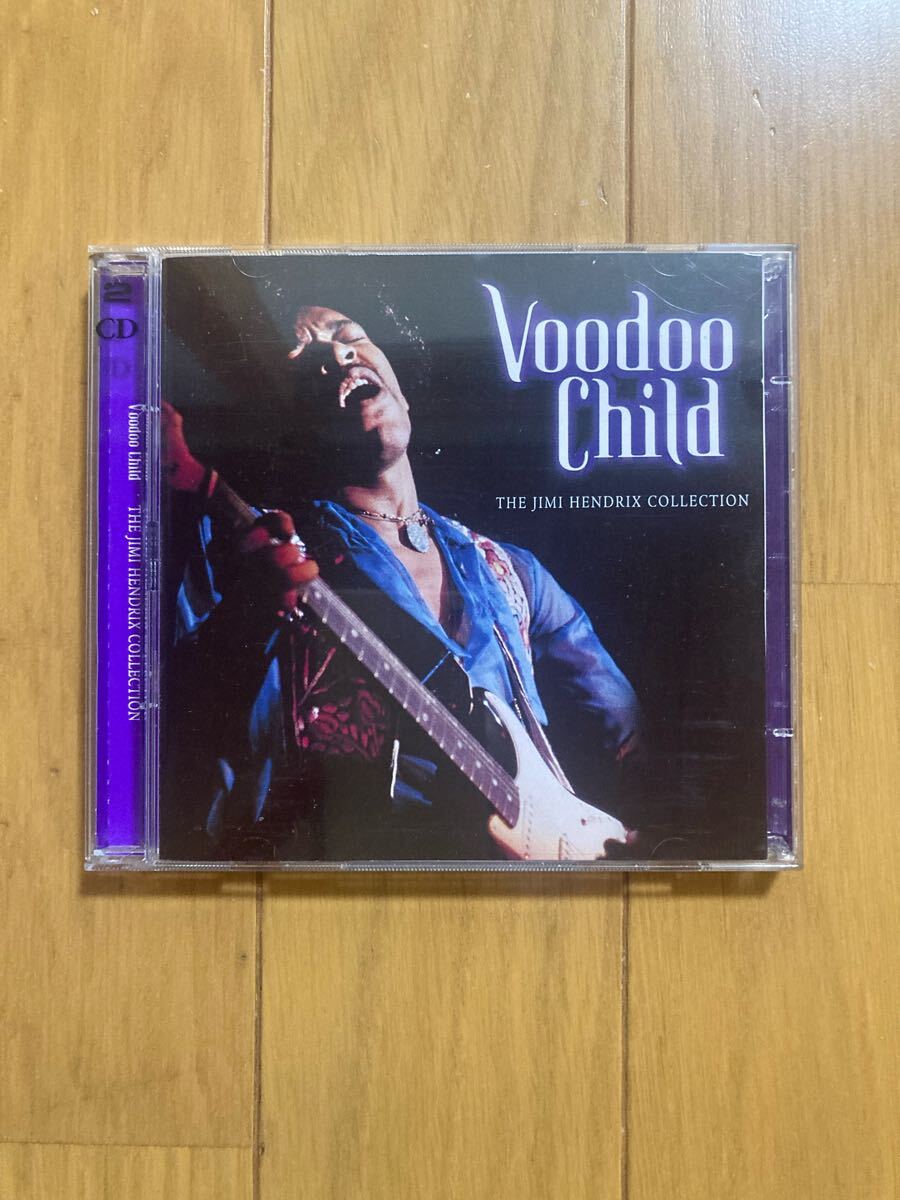 Voodoo
Child
THE JIMI HENDRIX COLLECTION
2
CD
Voodoo Child THE JIMI HENDRIX COLLECTION